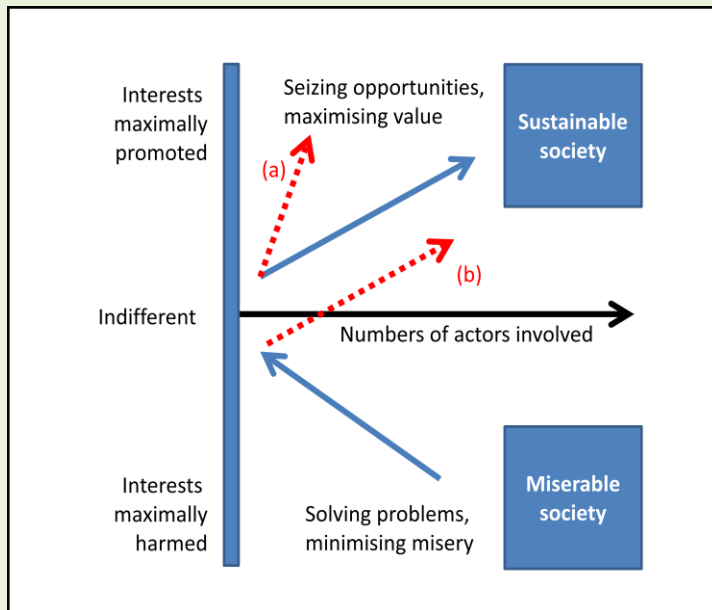 Interests
maximally
promoted
Seizing opportunities,
maximising value
Sustainable
society
(a)
(b)
Indifferent
Numbers of actors involved
Interests
maximally
harmed
Solving problems,
minimising misery
Miserable
society